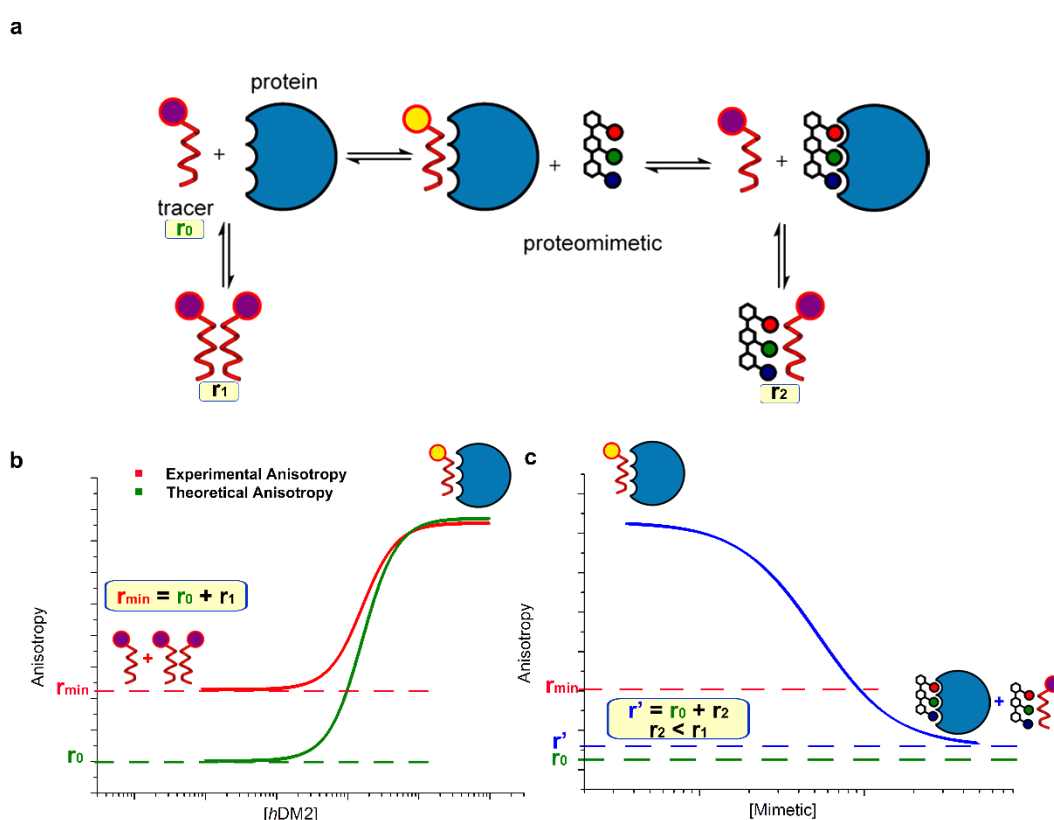 a
protein
+
+
+
tracer
r0
proteomimetic
r1
r2
b
Experimental Anisotropy
Theoretical Anisotropy
rmin = r0 + r1
+
Anisotropy
rmin
r0
[hDM2]
c
Anisotropy
rmin
r' = r0 + r2
r2 < r1
+
r'
r0
[Mimetic]